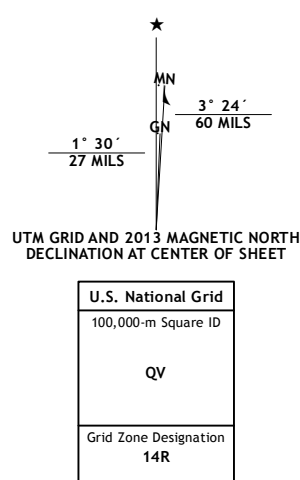 ★
MN
3° 24´
60 MILS
GN
1° 30´
27 MILS
UTM GRID AND 2013 MAGNETIC NORTH
DECLINATION AT CENTER OF SHEET
U.S. National Grid
100,000-m Square ID
QV
Grid Zone Designation
14R